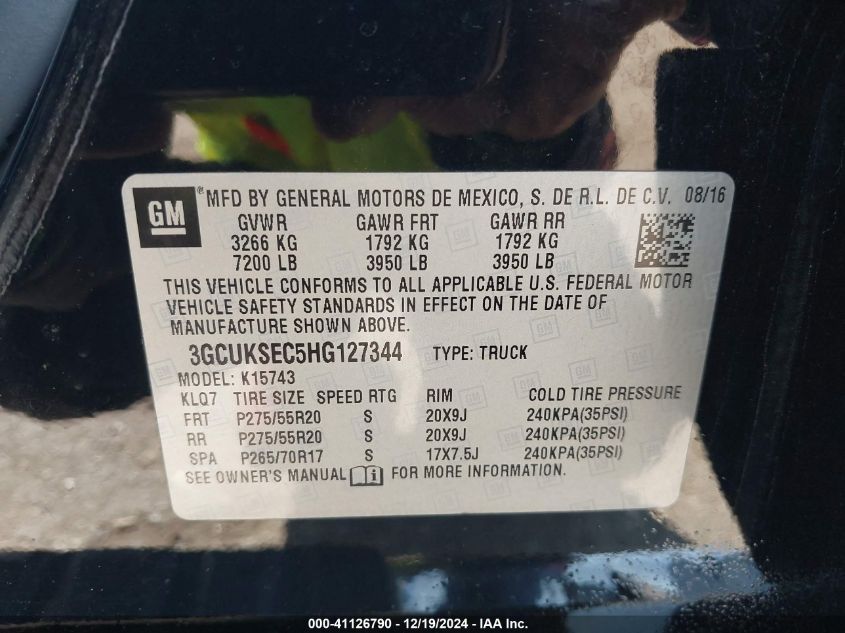 GM ® MFD BY GENERAL MOTORS DE MEXICO, S. DE R.L. DE C.V. 08/16
GVWR GAWR FRT GAWR RR
3266 KG 1792 KG 1792 KG
7200 LB 3950 LB 3950 LB
THIS VEHICLE CONFORMS TO ALL APPLICABLE U.S. FEDERAL MOTOR
VEHICLE SAFETY STANDARDS IN EFFECT ON THE DATE OF
MANUFACTURE SHOWN ABOVE.
3GCUKSEC5HG127344 TYPE: TRUCK
MODEL: K15743
KLQ7 TIRE SIZE SPEED RTG RIM COLD TIRE PRESSURE
FRT P275/55R20 S 20X9J 240KPA(35PSI)
RR P275/55R20 S 20X9J 240KPA(35PSI)
SPA P265/70R17 S 17X7.5J 240KPA(35PSI)
SEE OWNER'S MANUAL i FOR MORE INFORMATION.
000-41126790 - 12/19/2024 - IAA Inc.